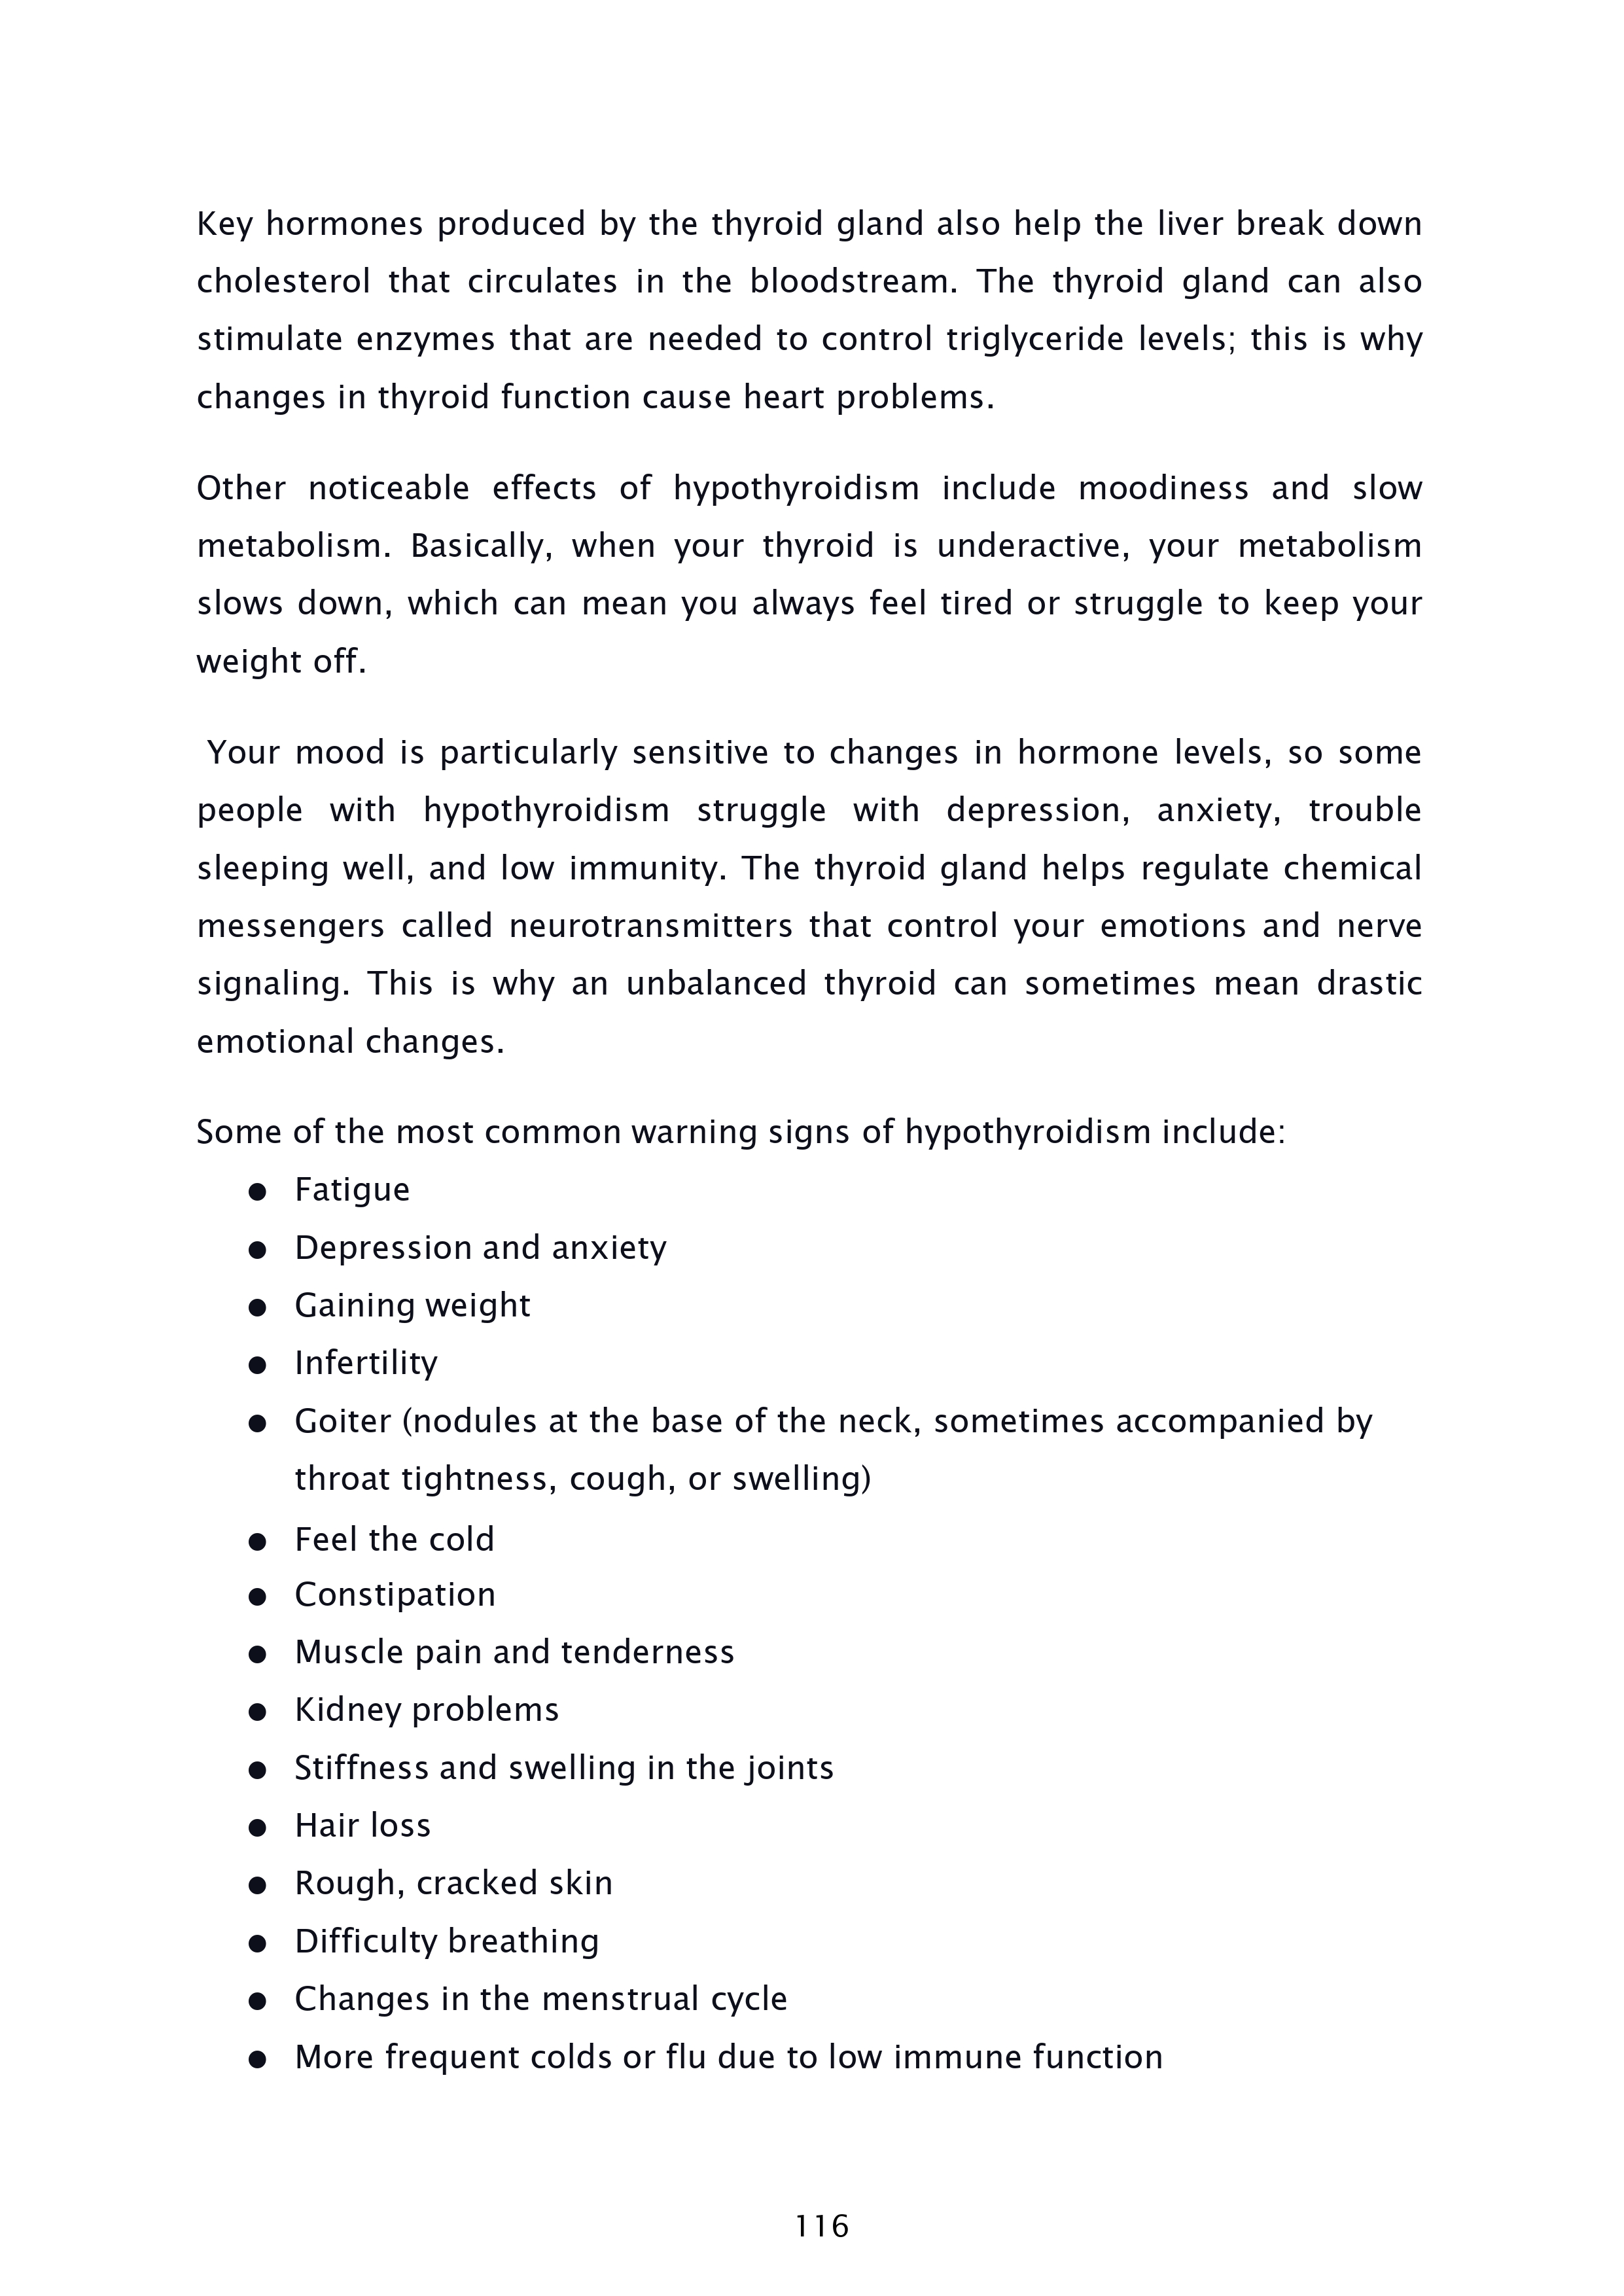 Key hormones produced by the thyroid gland also help the liver break down
cholesterol that circulates in the bloodstream. The thyroid gland can also
stimulate enzymes that are needed to control triglyceride levels; this is why
changes in thyroid function cause heart problems.
Other noticeable effects of hypothyroidism include moodiness and slow
metabolism. Basically, when your thyroid is underactive, your metabolism
slows down, which can mean you always feel tired or struggle to keep your
weight off.
Your mood is particularly sensitive to changes in hormone levels, so some
people with hypothyroidism struggle with depression, anxiety, trouble
sleeping well, and low immunity. The thyroid gland helps regulate chemical
messengers called neurotransmitters that control your emotions and nerve
signaling. This is why an unbalanced thyroid can sometimes mean drastic
emotional changes.
Some of the most common warning signs of hypothyroidism include:
● Fatigue
● Depression and anxiety
● Gaining weight
● Infertility
● Goiter (nodules at the base of the neck, sometimes accompanied by
throat tightness, cough, or swelling)
● Feel the cold
● Constipation
● Muscle pain and tenderness
● Kidney problems
● Stiffness and swelling in the joints
● Hair loss
● Rough, cracked skin
● Difficulty breathing
● Changes in the menstrual cycle
● More frequent colds or flu due to low immune function
116